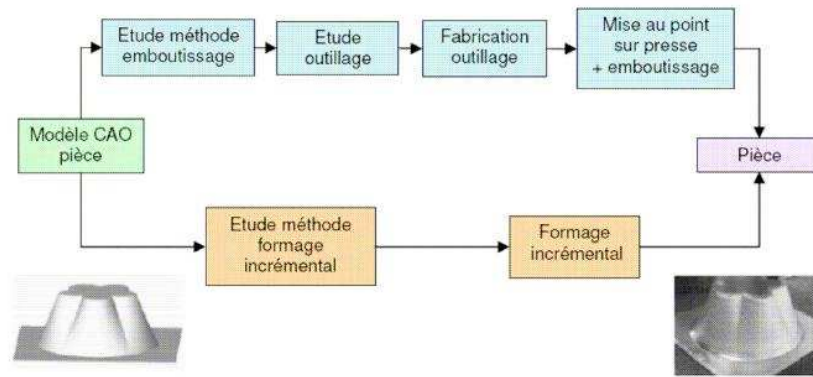 Etude méthode
emboutissage
Etude
outillage
Fabrication
outillage
Mise au point
sur presse
+ emboutissage
Modèle CAO
pièce
Pièce
Etude méthode
formage
incrémental
Formage
incrémental